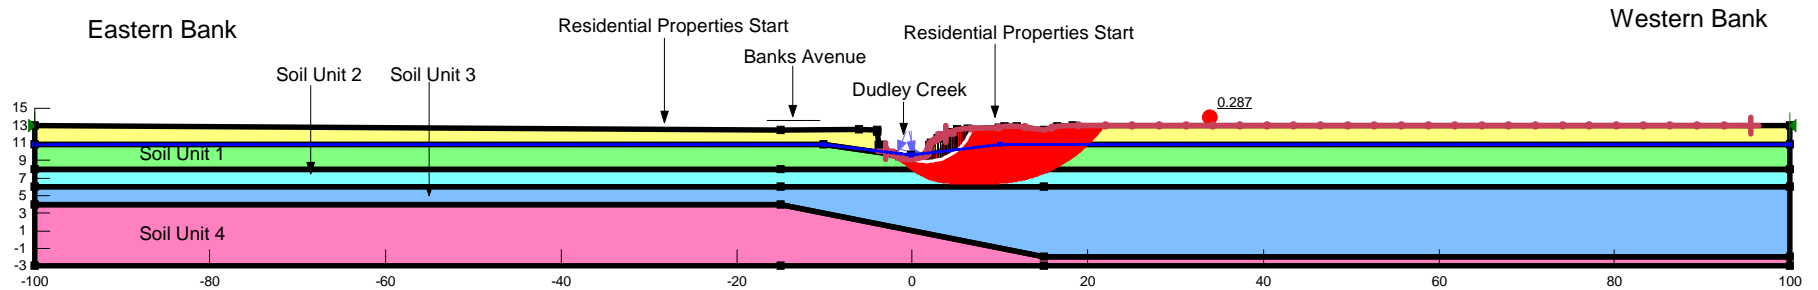 Eastern Bank
Residential Properties Start
Banks Avenue
Residential Properties Start
Western Bank
Soil Unit 2
Soil Unit 3
Dudley Creek
0.287
15
13
11
9
7
5
3
1
-1
-3
Soil Unit 1
Soil Unit 4
-100
-80
-60
-40
-20
0
20
40
60
80
100